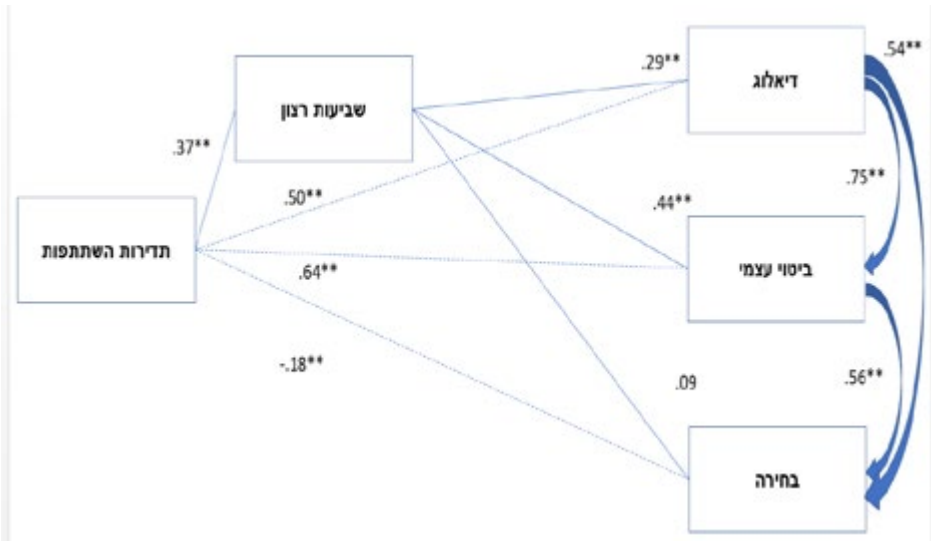 דיאלוג
.54**
.29**
שביעות רצון
.37**
.75**
.50**
.44**
תדירות השתתפות
ביטוי עצמי
.64**
-.18**
.09
.56**
בחירה